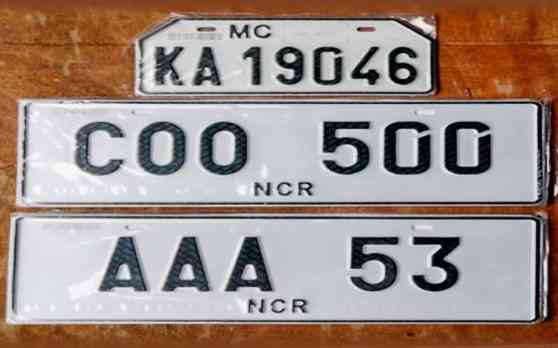 MC
KA 19046
COO 500
NCR
AAA 53
NCR